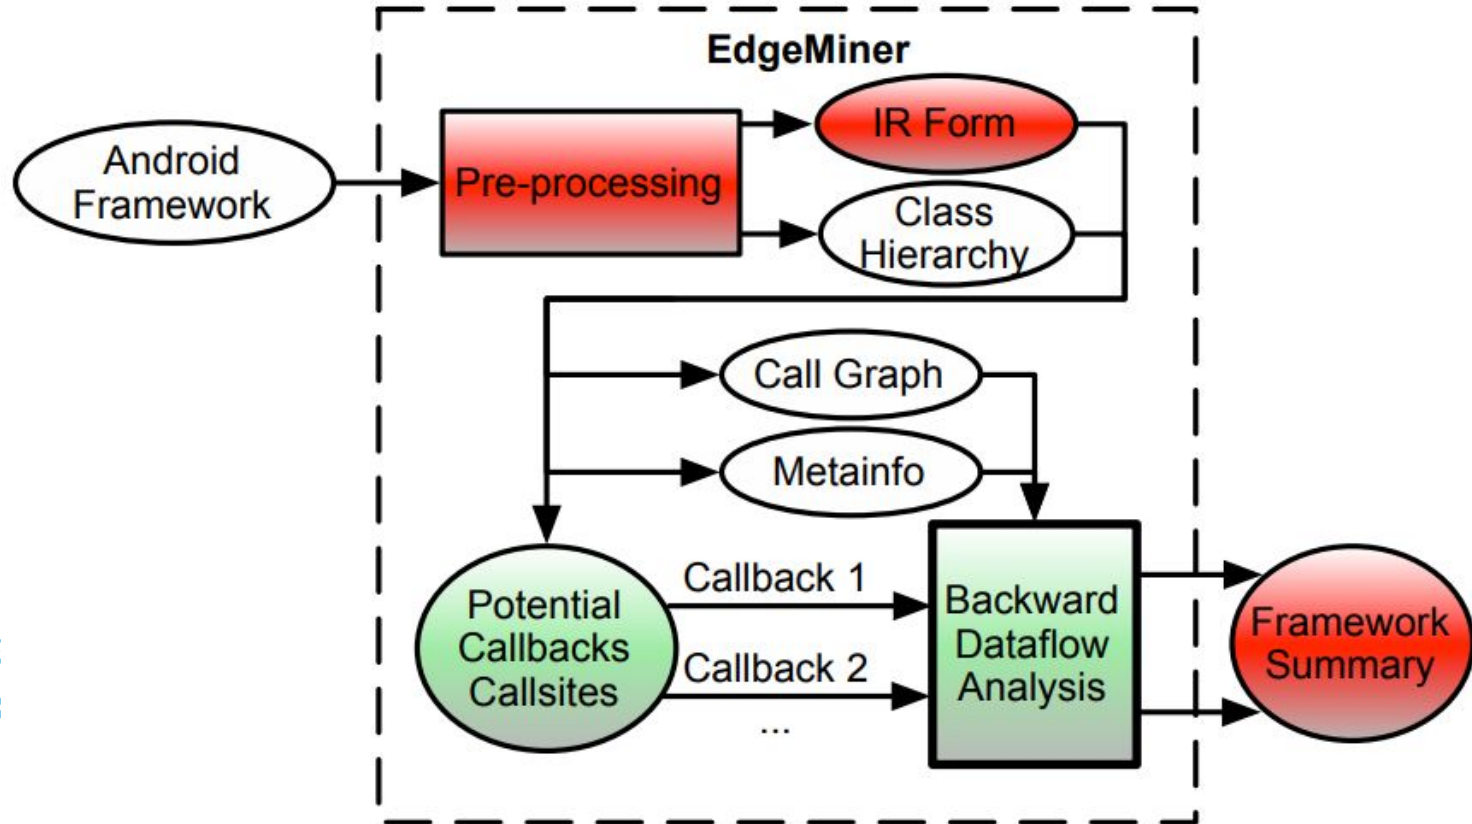 EdgeMiner
Android
Framework
Pre-processing
IR Form
Class
Hierarchy
Call Graph
Metainfo
Potential
Callbacks
Callsites
Callback 1
Callback 2
...
Backward
Dataflow
Analysis
Framework
Summary